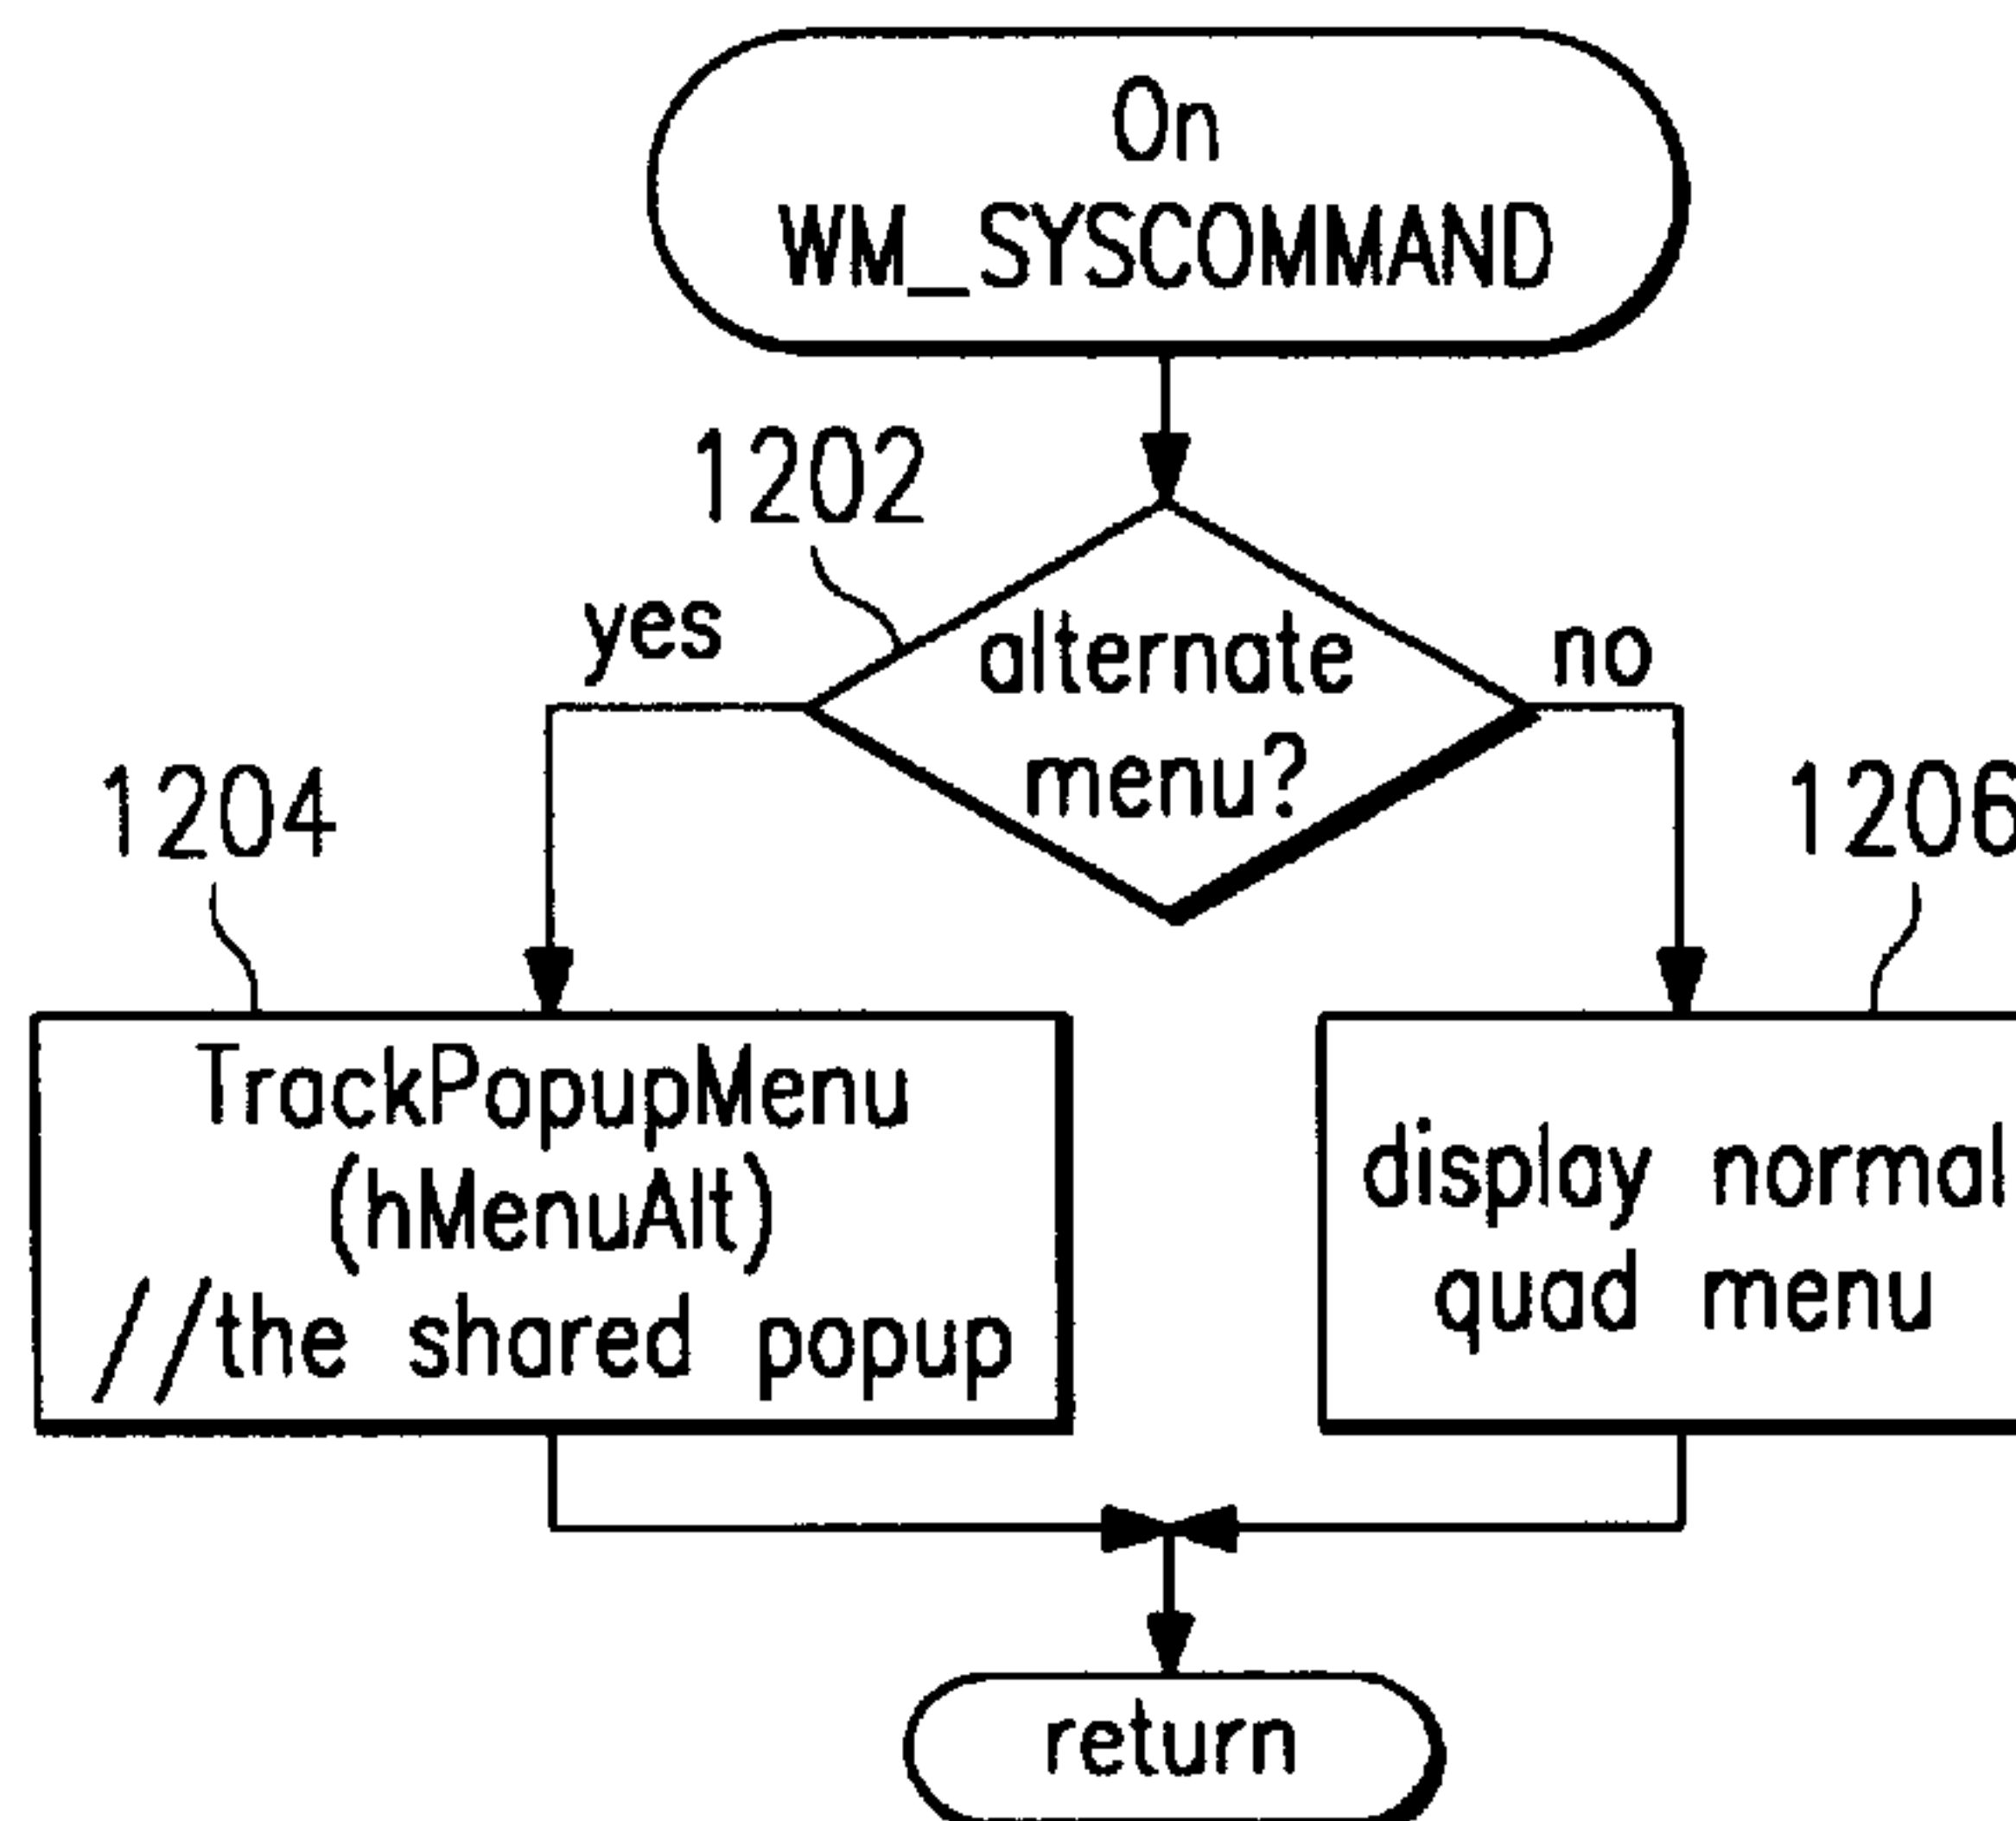 On
WM_SYSCOMMAND
1202
yes
alternate
menu?
no
1204
1206
TrackPopupMenu
(hMenuAlt)
//the shared popup
display normal
quad menu
return